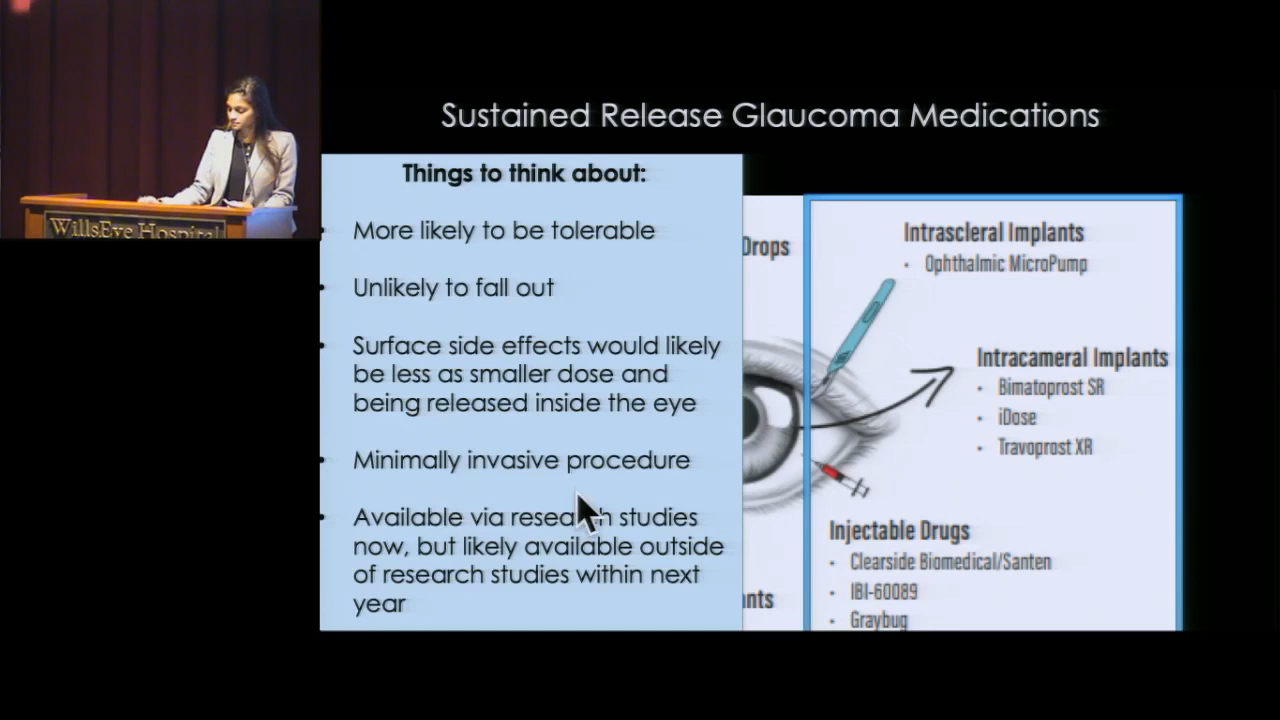 Sustained Release Glaucoma Medications
Things to think about:
• More likely to be tolerable
• Unlikely to fall out
• Surface side effects would likely
be less as smaller dose and
being released inside the eye
• Minimally invasive procedure
• Available via research studies
now, but likely available outside
of research studies within next
year
Drops
nts
Intrascleral Implants
• Ophthalmic MicroPump
Intracameral Implants
• Bimatoprost SR
• iDose
• Travoprost XR
Injectable Drugs
• Clearside Biomedical/Santen
• IBI-60089
• Graybug
WillsEye Hospital